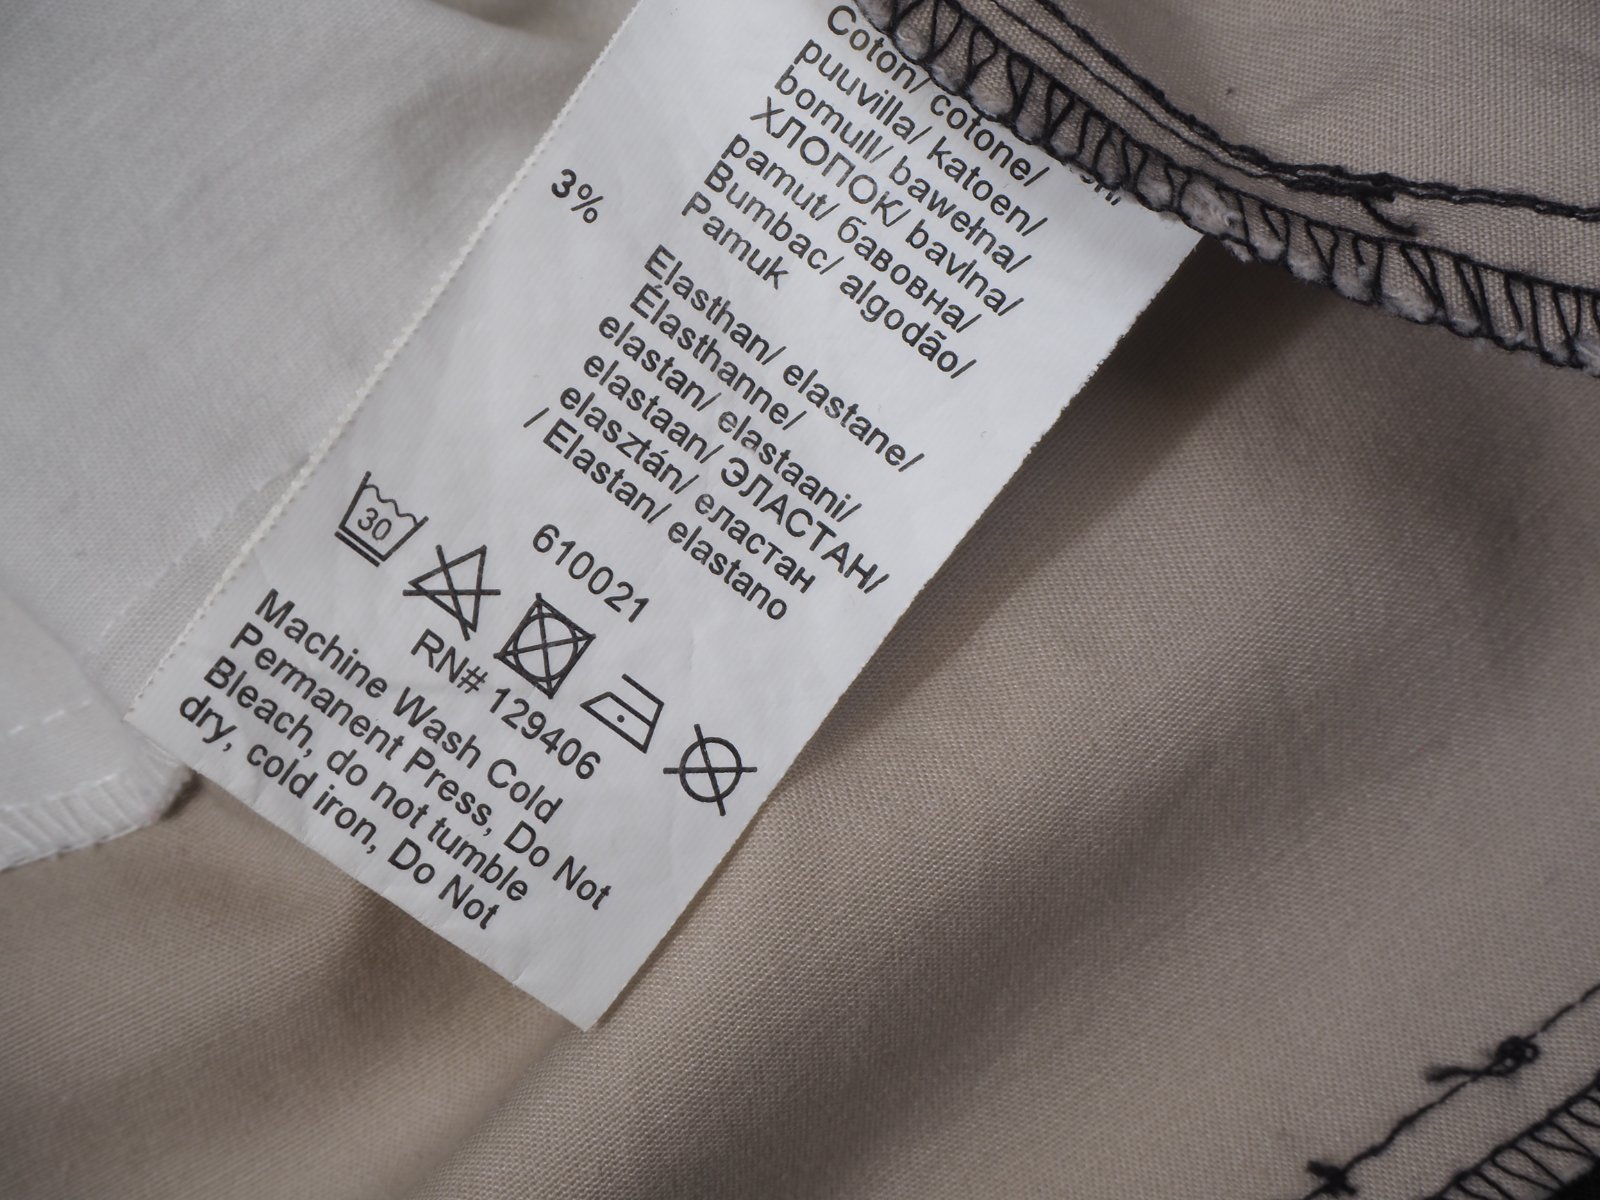 Coton/ cotone/
puuvilla/ katoen/
bomull/ bawełna/
ХЛОПОК/ bavlna/
pamut/ бавовна/
Bumbac/ algodão/
Pamuk
3%
Elasthan/ elastane/
Élasthanne/
elastan/ elastaani/
elastaan/ ЭЛАСТАН/
elasztán/ еластан
/ Elastan/ elastano
610021
30
RN# 129406
Machine Wash Cold
Permanent Press, Do Not
Bleach, do not tumble
dry, cold iron, Do Not